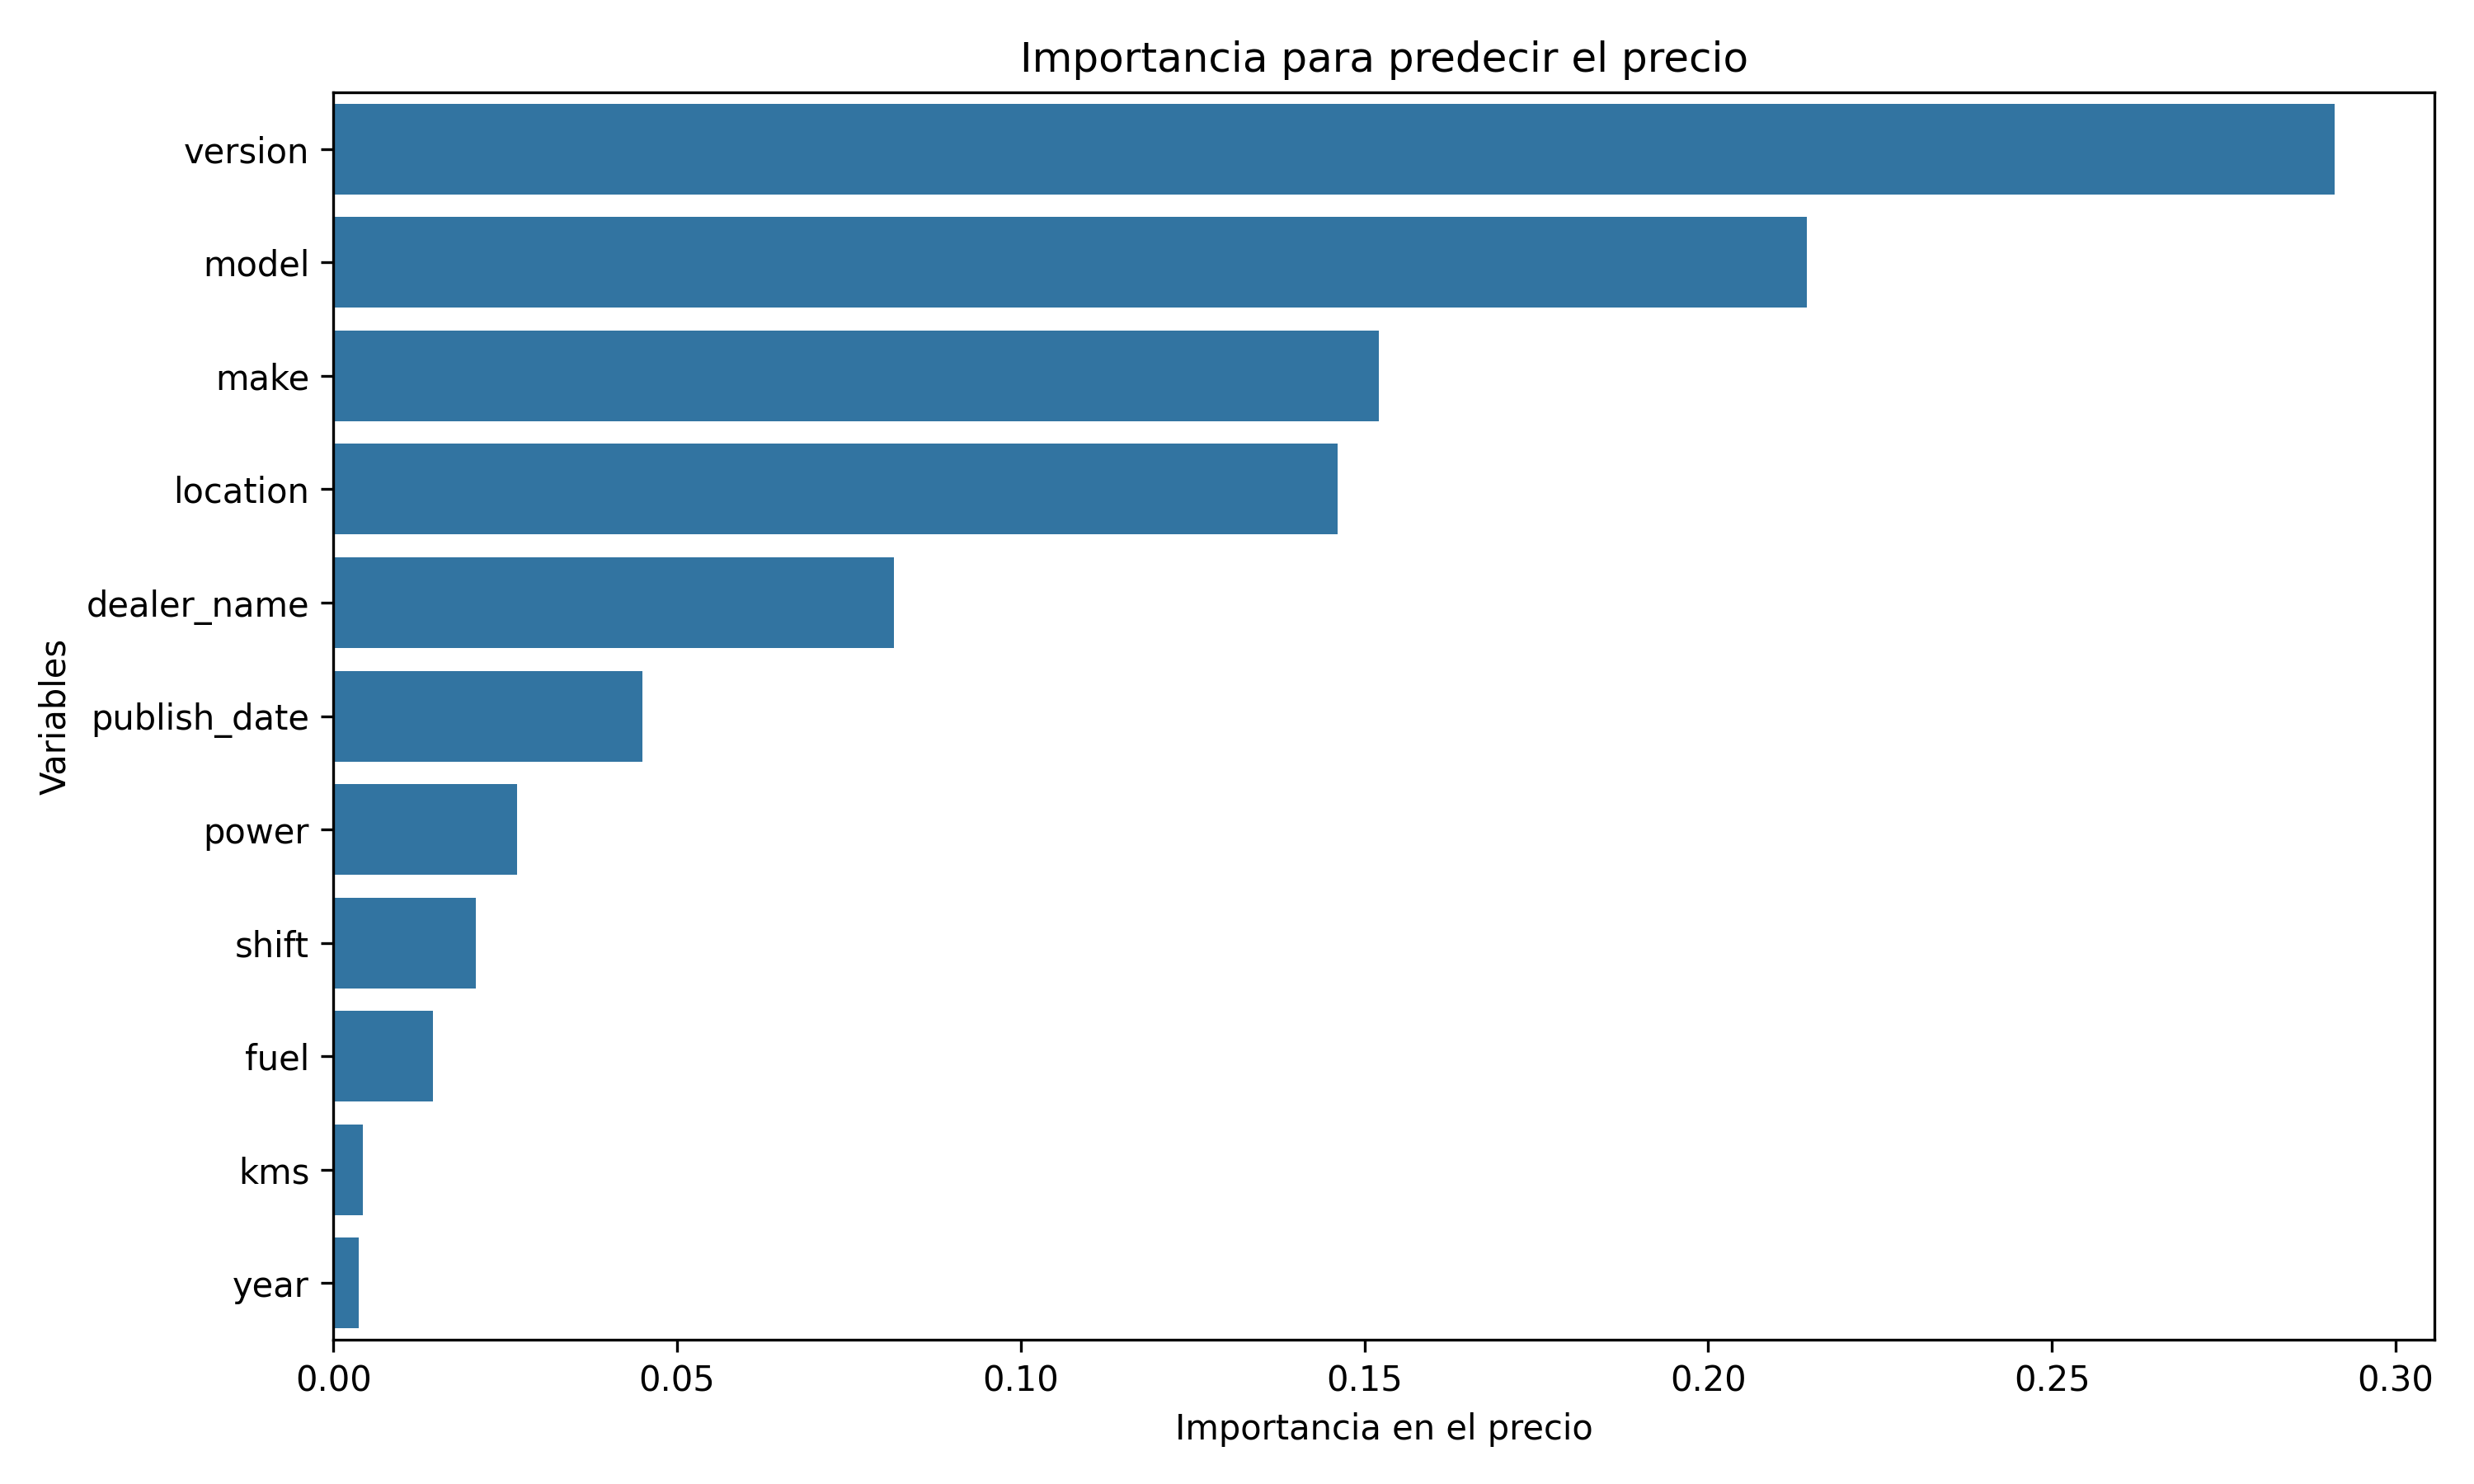 Importancia para predecir el precio
version
model
make
location
dealer_name
publish_date
power
shift
fuel
kms
year
Variables
0.00 0.05 0.10 0.15 0.20 0.25 0.30
Importancia en el precio